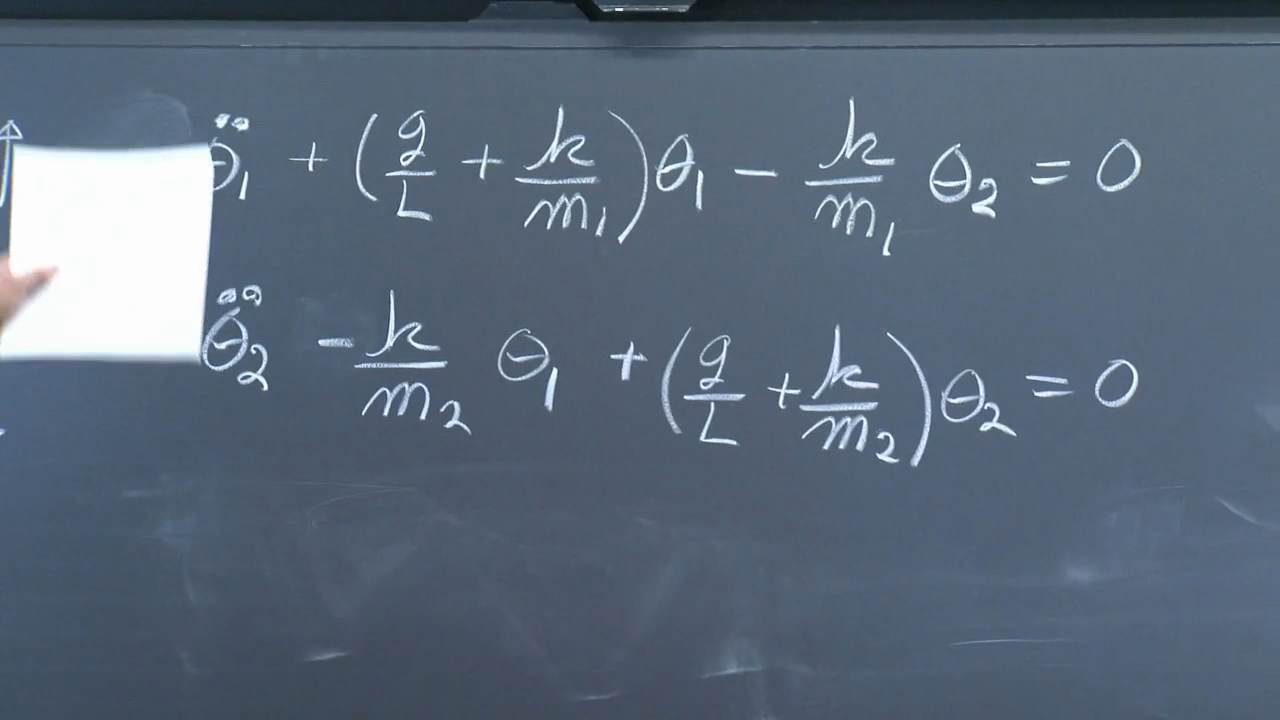 θ̈₁ + (g/L + k/m₁)θ₁ − k/m₁ θ₂ = 0
θ̈₂ − k/m₂ θ₁ + (g/L + k/m₂)θ₂ = 0